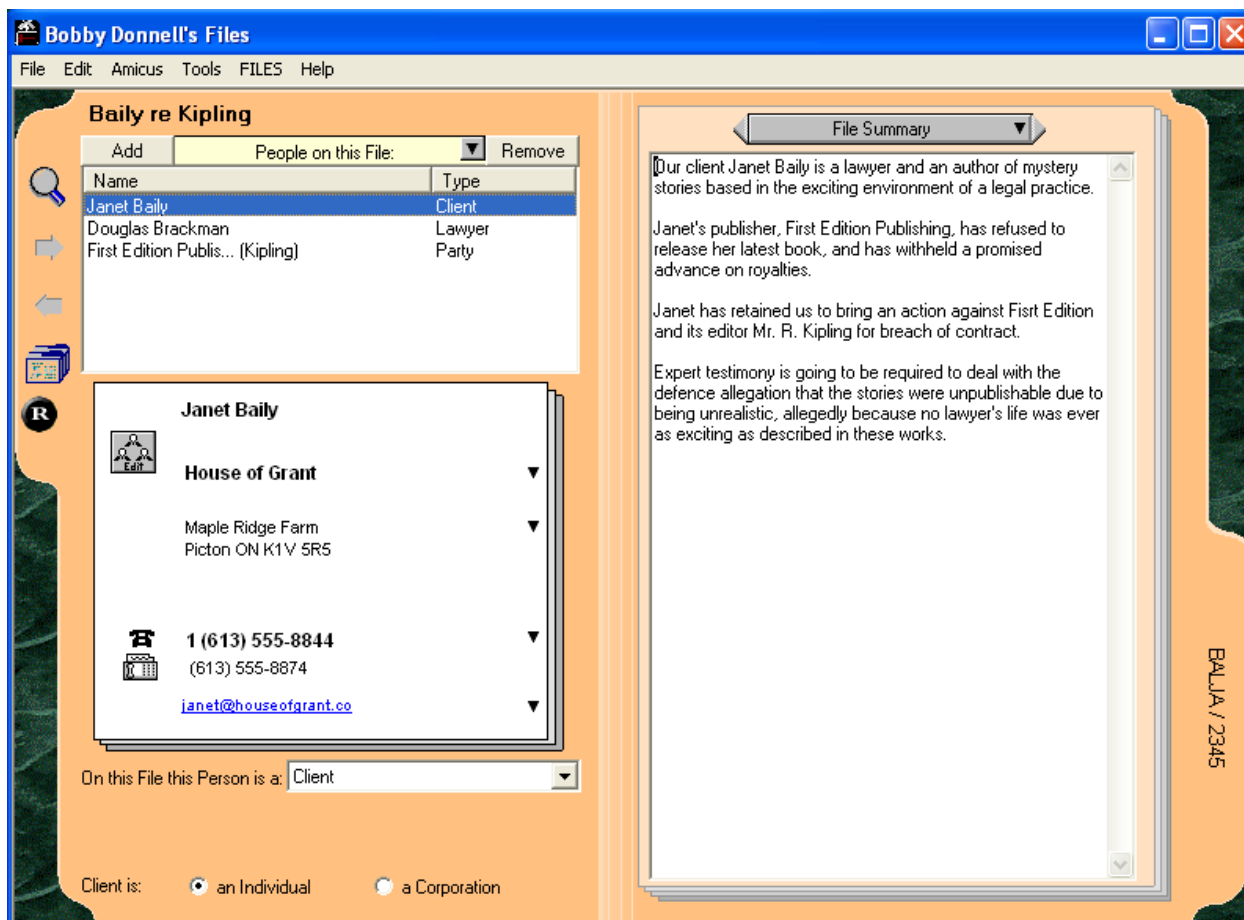 Bobby Donnell's Files
File Edit Amicus Tools FILES Help
Baily re Kipling
Add People on this File: Remove
Name Type
Janet Baily Client
Douglas Brackman Lawyer
First Edition Publis... (Kipling) Party
R
Janet Baily
Edit
House of Grant
Maple Ridge Farm
Picton ON K1V 5R5
1 (613) 555-8844
(613) 555-8874
janet@houseofgrant.co
On this File this Person is a: Client
Client is: an Individual a Corporation
File Summary
Our client Janet Baily is a lawyer and an author of mystery
stories based in the exciting environment of a legal practice.
Janet's publisher, First Edition Publishing, has refused to
release her latest book, and has withheld a promised
advance on royalties.
Janet has retained us to bring an action against Fisrt Edition
and its editor Mr. R. Kipling for breach of contract.
Expert testimony is going to be required to deal with the
defence allegation that the stories were unpublishable due to
being unrealistic, allegedly because no lawyer's life was ever
as exciting as described in these works.
BALJA / 2345